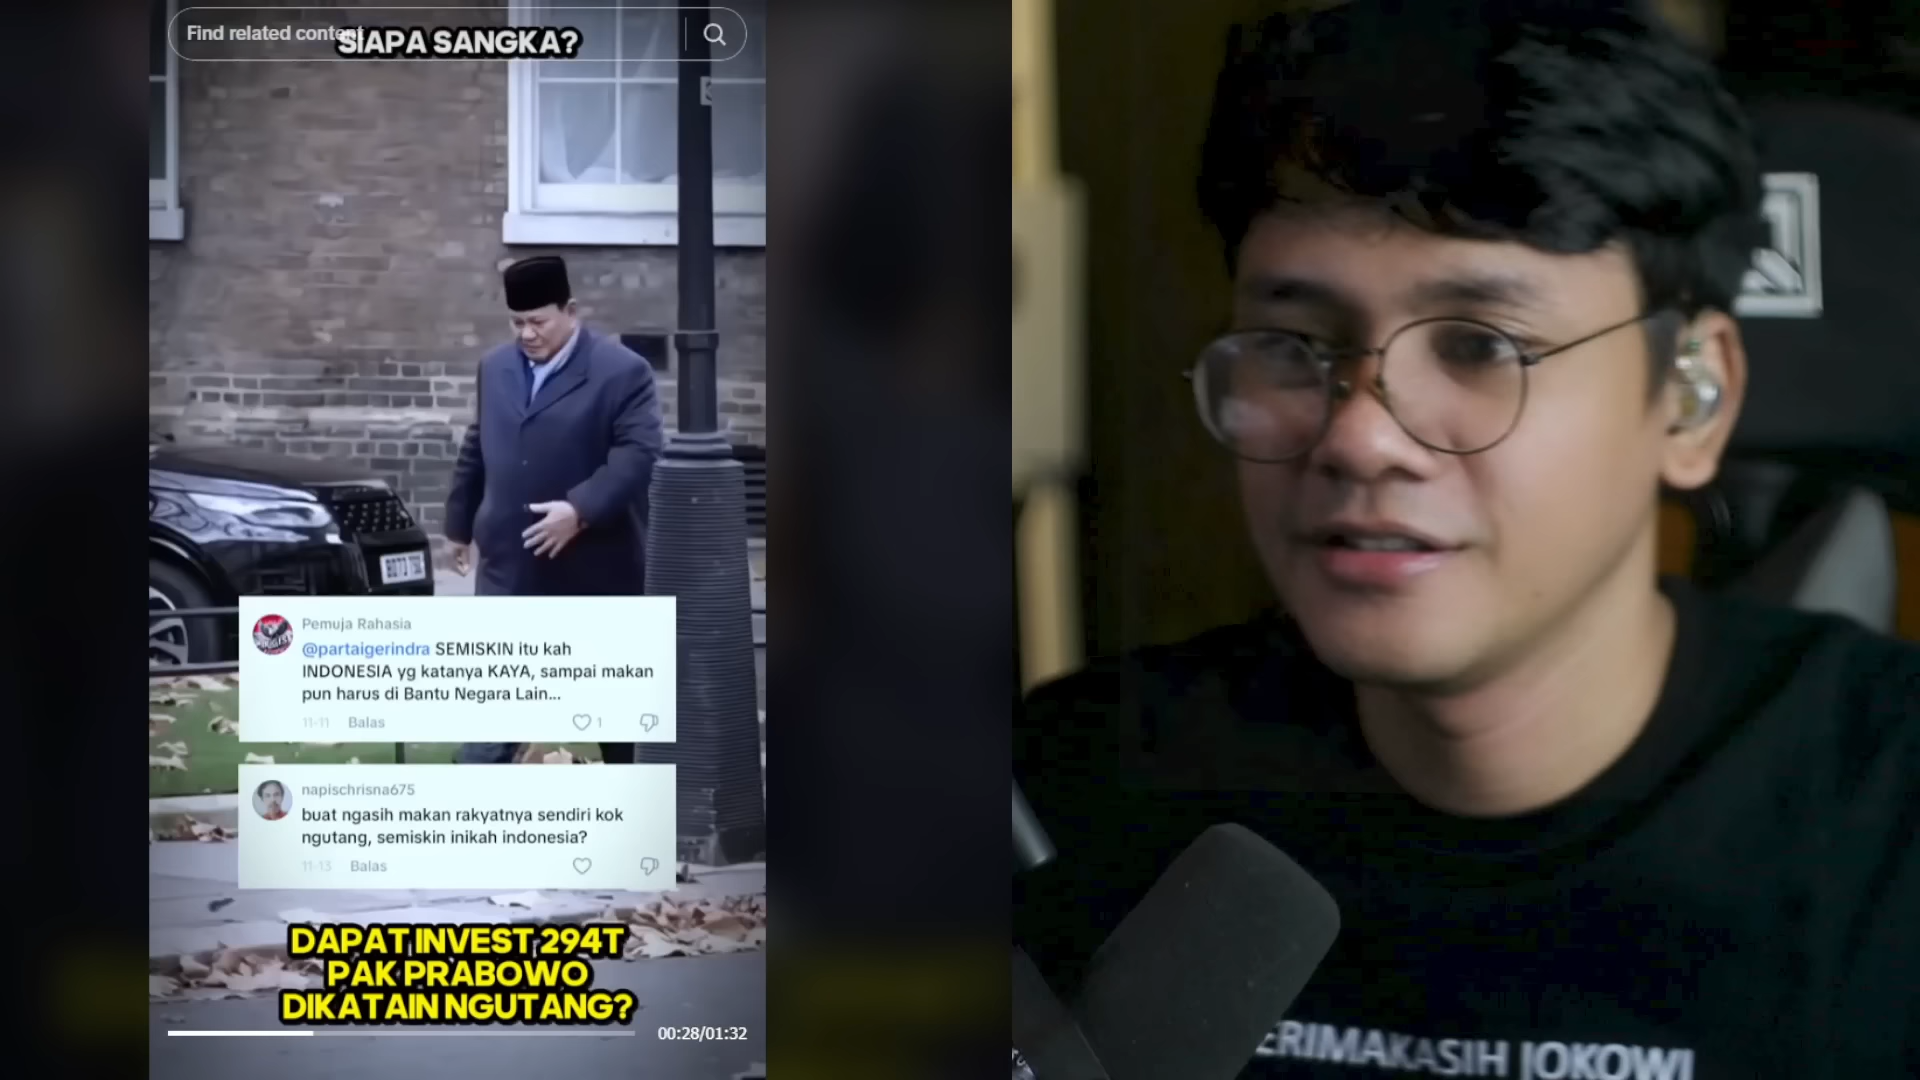 Find related content
SIAPA SANGKA?
Pemuja Rahasia
@partaigerindra SEMISKIN itu kah
INDONESIA yg katanya KAYA, sampai makan
pun harus di Bantu Negara Lain...
11-11 Balas 1
napischrisna675
buat ngasih makan rakyatnya sendiri kok
ngutang, semiskin inikah indonesia?
11-13 Balas
DAPAT INVEST 294T
PAK PRABOWO
DIKATAIN NGUTANG?
00:28/01:32
ERIMAKASIH JOKOWI